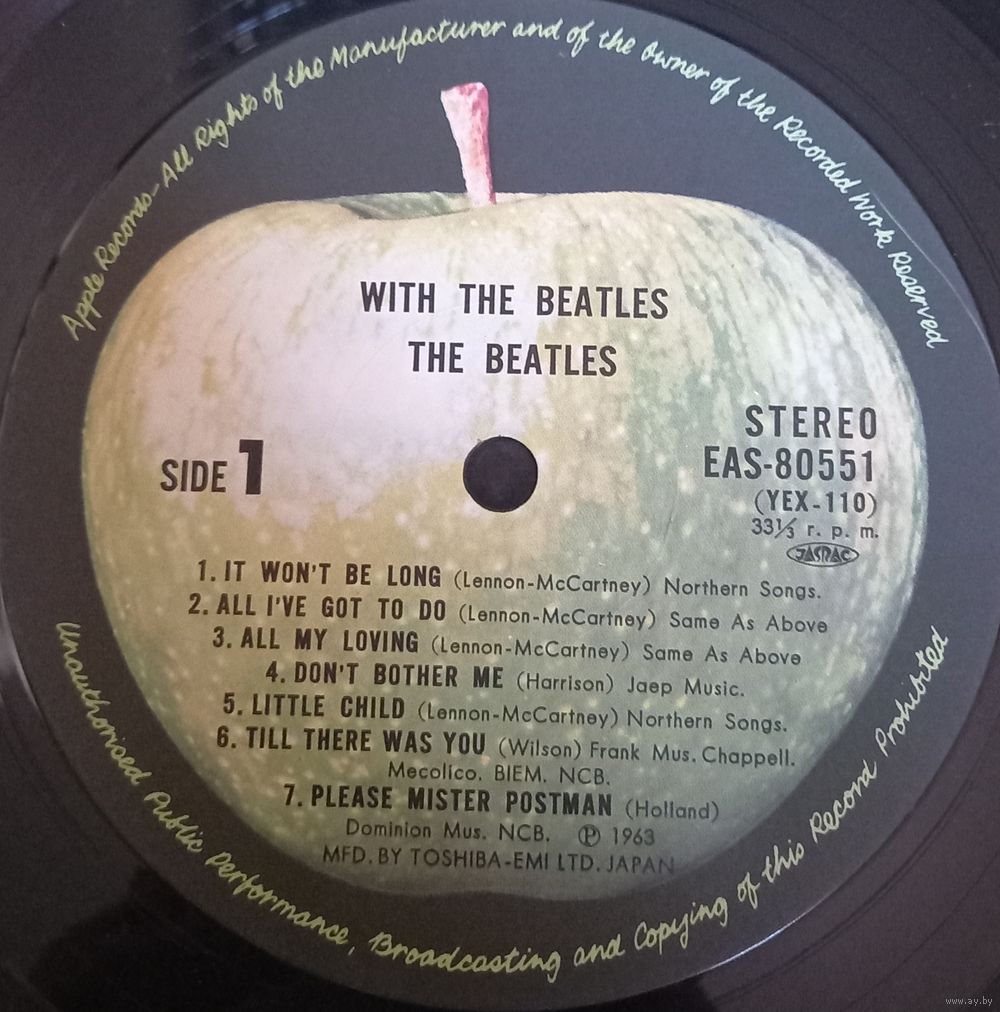 Apple Records-All Rights of the Manufacturer and of the Owner of the Recorded Work Reserved
WITH THE BEATLES
THE BEATLES
STEREO
SIDE 1
EAS-80551
(YEX-110)
33⅓ r. p. m.
JASRAC
1. IT WON'T BE LONG (Lennon-McCartney) Northern Songs.
2. ALL I'VE GOT TO DO (Lennon-McCartney) Same As Above
3. ALL MY LOVING (Lennon-McCartney) Same As Above
4. DON'T BOTHER ME (Harrison) Jaep Music.
5. LITTLE CHILD (Lennon-McCartney) Northern Songs.
6. TILL THERE WAS YOU (Wilson) Frank Mus. Chappell.
Mecolico. BIEM. NCB.
7. PLEASE MISTER POSTMAN (Holland)
Dominion Mus. NCB. ℗ 1963
MFD. BY TOSHIBA-EMI LTD. JAPAN
Unauthorised Public Performance, Broadcasting and Copying of this Record Prohibited
www.ay.by